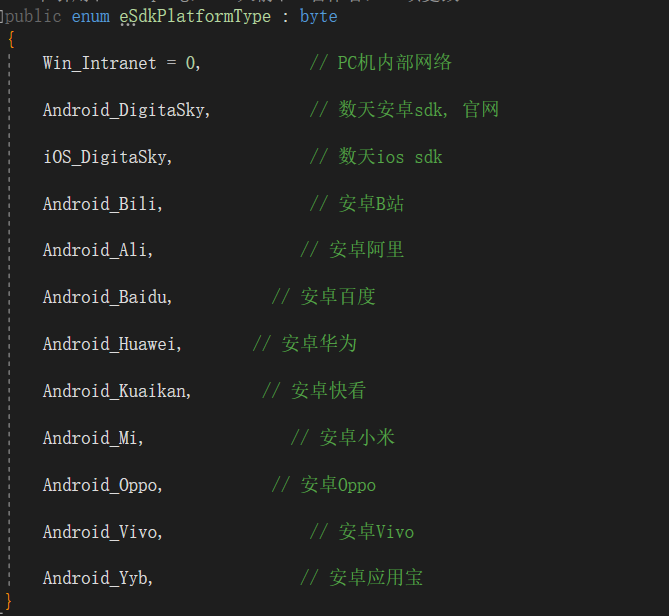 public enum eSdkPlatformType : byte
{
Win_Intranet = 0, // PC机内部网络
Android_DigitaSky, // 数天安卓sdk, 官网
iOS_DigitaSky, // 数天ios sdk
Android_Bili, // 安卓B站
Android_Ali, // 安卓阿里
Android_Baidu, // 安卓百度
Android_Huawei, // 安卓华为
Android_Kuaikan, // 安卓快看
Android_Mi, // 安卓小米
Android_Oppo, // 安卓Oppo
Android_Vivo, // 安卓Vivo
Android_Yyb, // 安卓应用宝
}